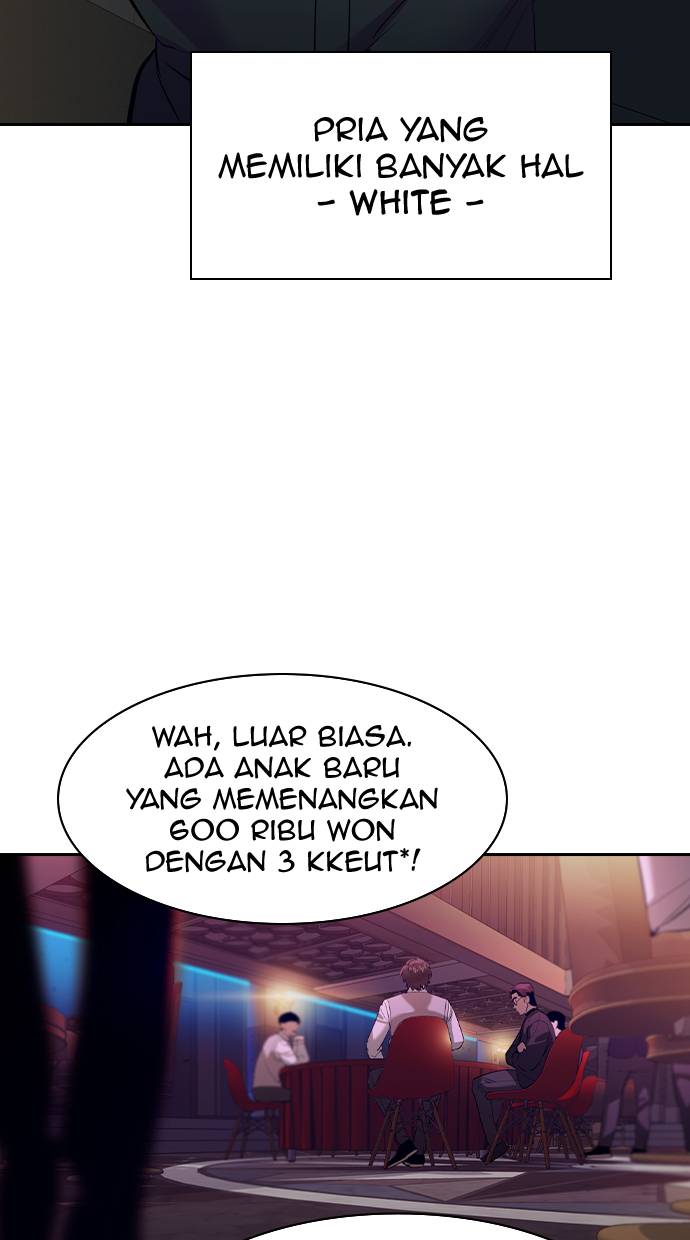 PRIA YANG
MEMILIKI BANYAK HAL
- WHITE -
WAH, LUAR BIASA.
ADA ANAK BARU
YANG MEMENANGKAN
600 RIBU WON
DENGAN 3 KKEUT*!